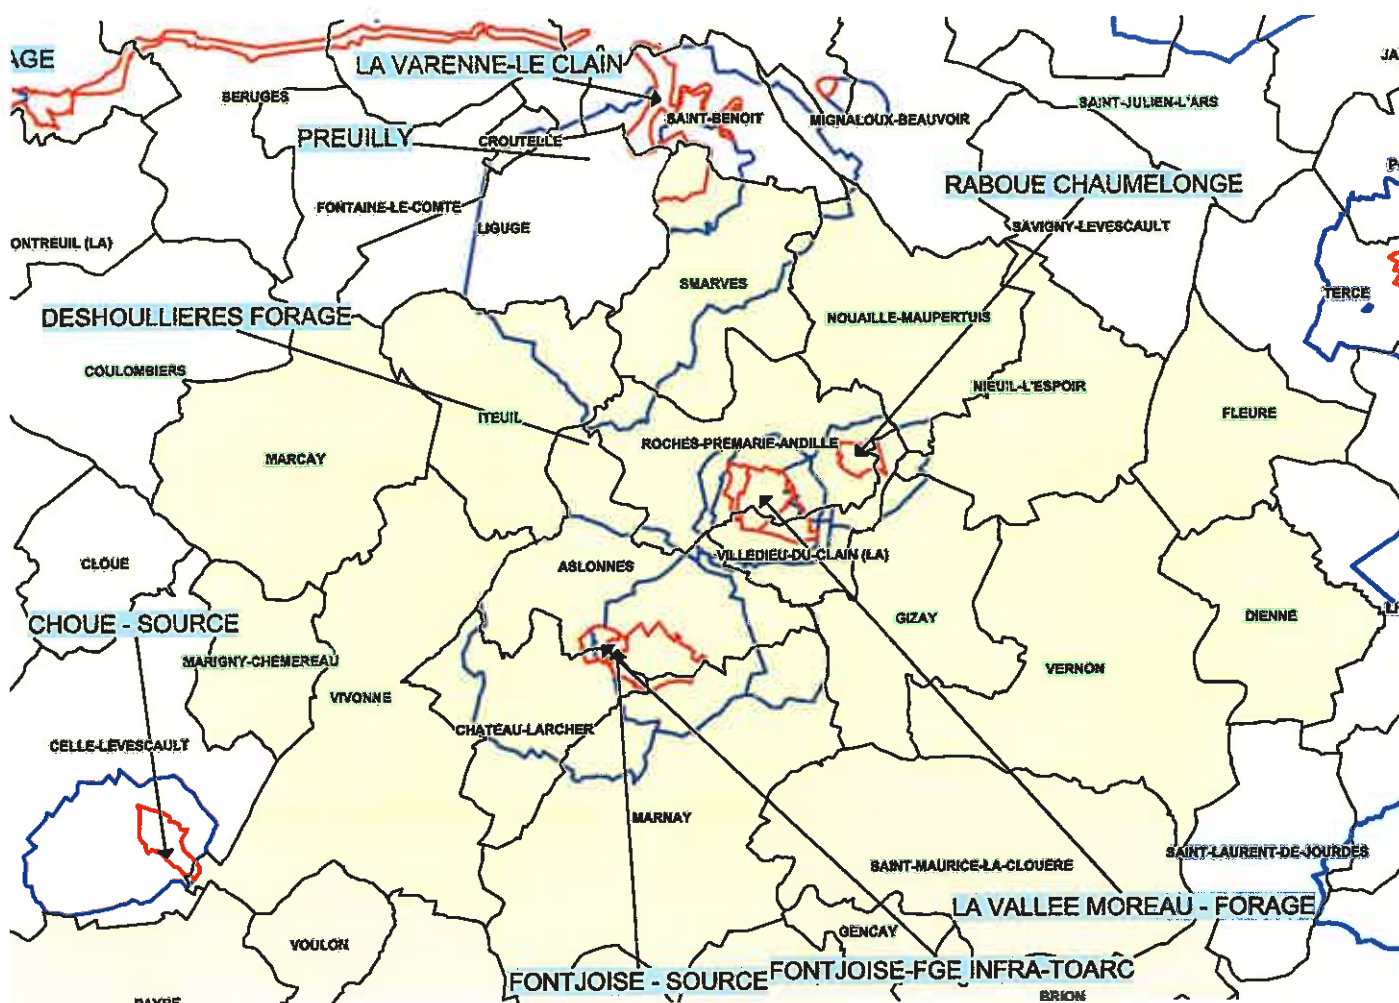 AGE
LA VARENNE-LE CLAÎN
JA
BERUGES
SAINT-JULIEN-L'ARS
SAINT-BENOIT
MIGNALOUX-BEAUVOIR
PREUILLY
CROUTELLE
RABOUE CHAUMELONGE
FONTAINE-LE-COMTE
LIGUGE
SAVIGNY-LEVESCAULT
ONTREUIL (LA)
SMARVES
TERCE
DESHOULLIERES FORAGE
NOUAILLE-MAUPERTUIS
COULOMBIERS
NIEUIL-L'ESPOIR
ITEUIL
FLEURE
ROCHES-PREMARIE-ANDILLE
MARCAY
VILLEDIEU-DU-CLAIN (LA)
CLOUE
ASLONNES
CHOUE - SOURCE
GIZAY
DIENNE
MARIGNY-CHEMEREAU
VERNON
VIVONNE
CHATEAU-LARCHER
CELLE-LEVESCAULT
MARNAY
SAINT-MAURICE-LA-CLOUERE
SAINT-LAURENT-DE-JOURDES
LA VALLEE MOREAU - FORAGE
GENCAY
VOULON
FONTJOISE - SOURCE
FONTJOISE-FGE INFRA-TOARC
BRION